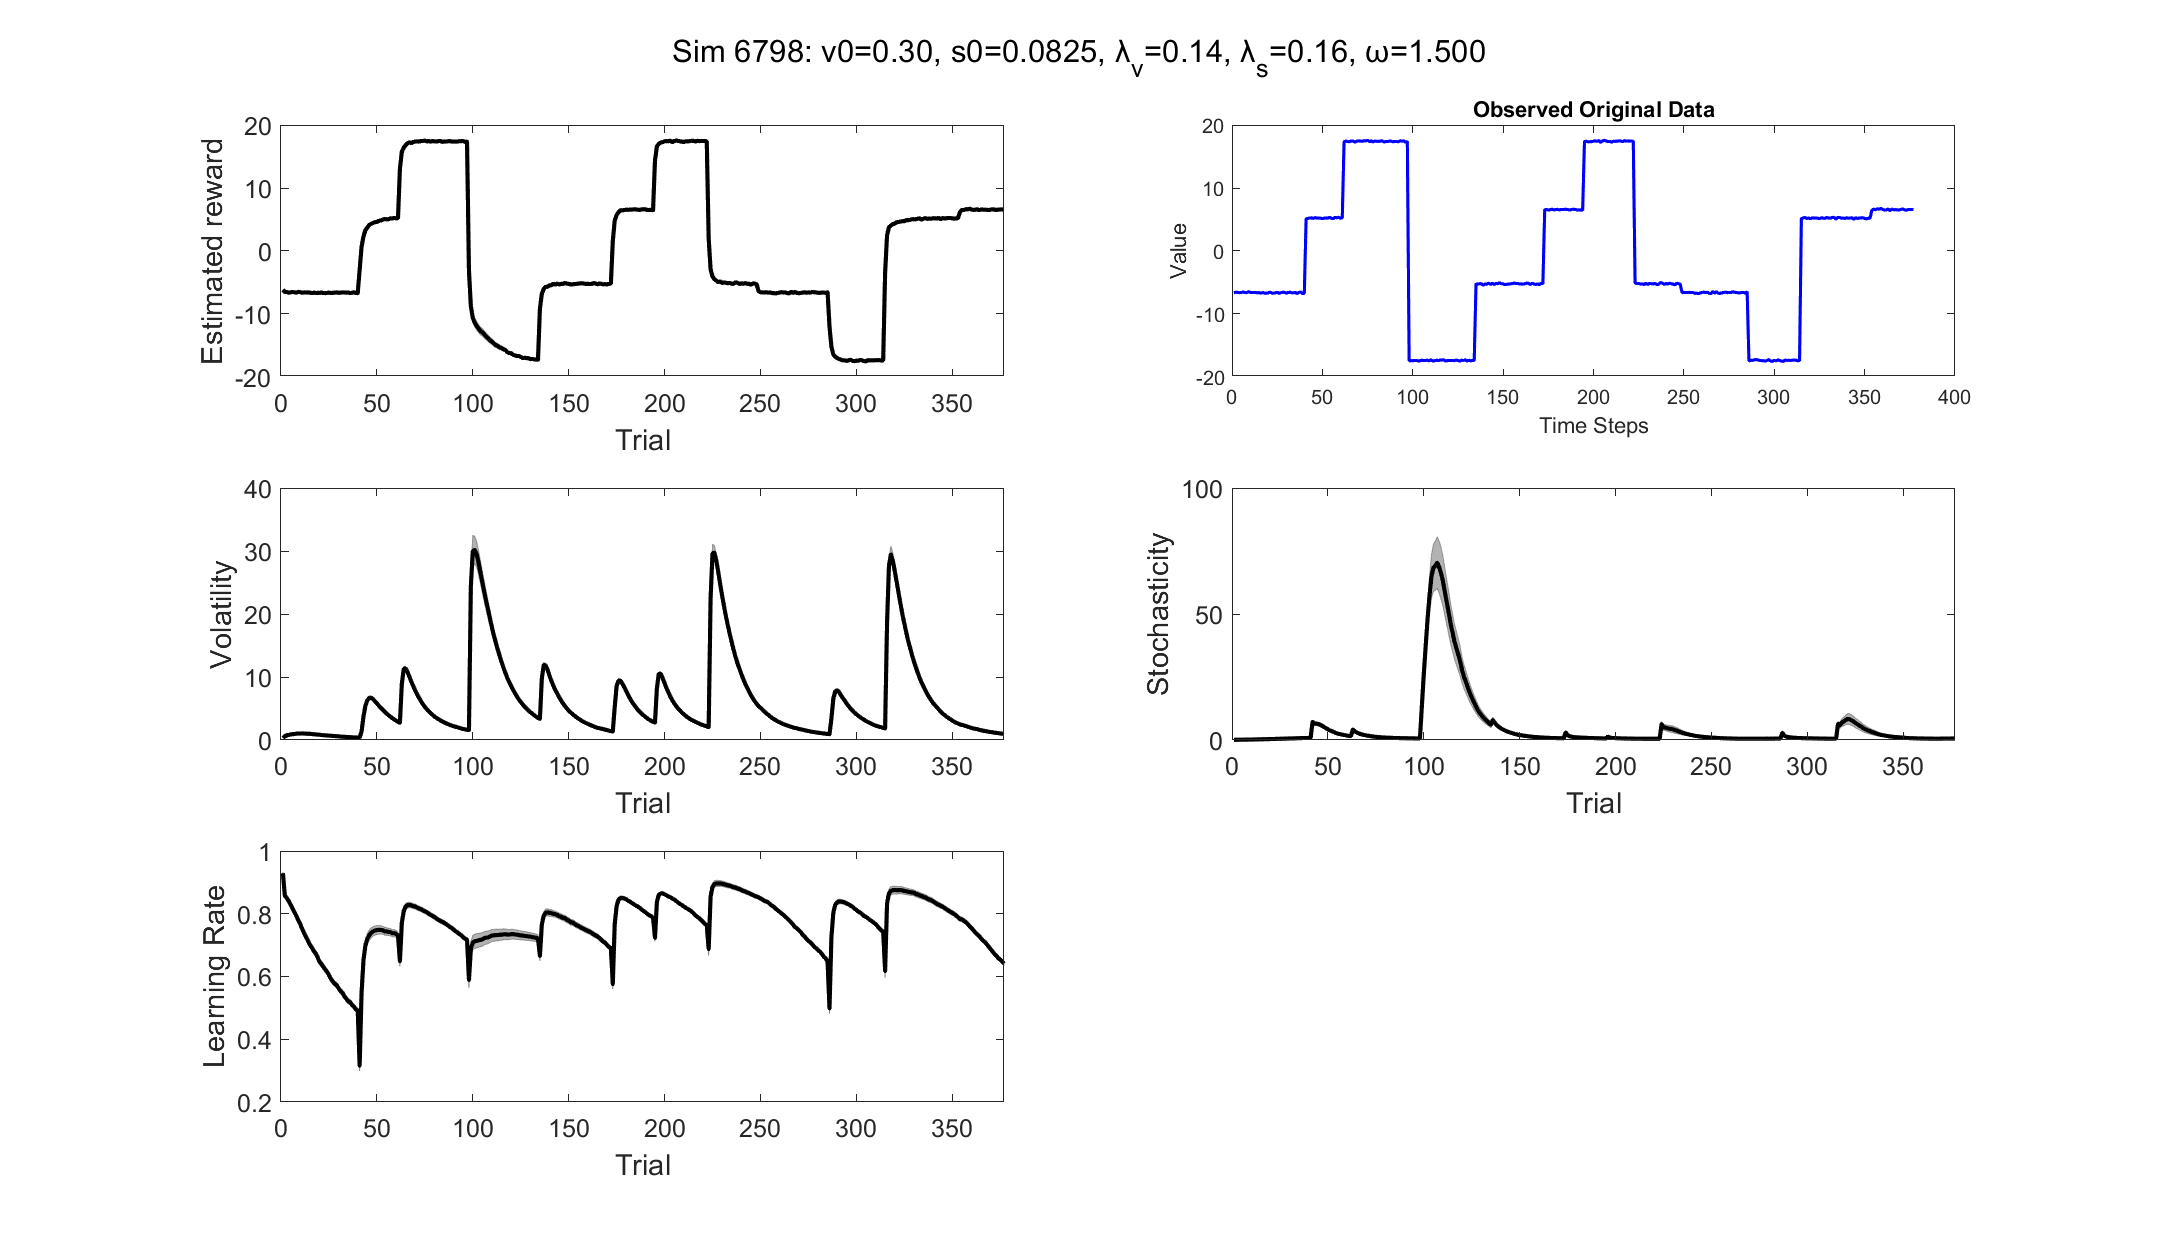 Sim 6798: v0=0.30, s0=0.0825, λv=0.14, λs=0.16, ω=1.500
Estimated reward
20
10
0
-10
-20
0 50 100 150 200 250 300 350
Trial
Observed Original Data
Value
20
10
0
-10
-20
0 50 100 150 200 250 300 350 400
Time Steps
Volatility
40
30
20
10
0
0 50 100 150 200 250 300 350
Trial
Stochasticity
100
50
0
0 50 100 150 200 250 300 350
Trial
Learning Rate
1
0.8
0.6
0.4
0.2
0 50 100 150 200 250 300 350
Trial